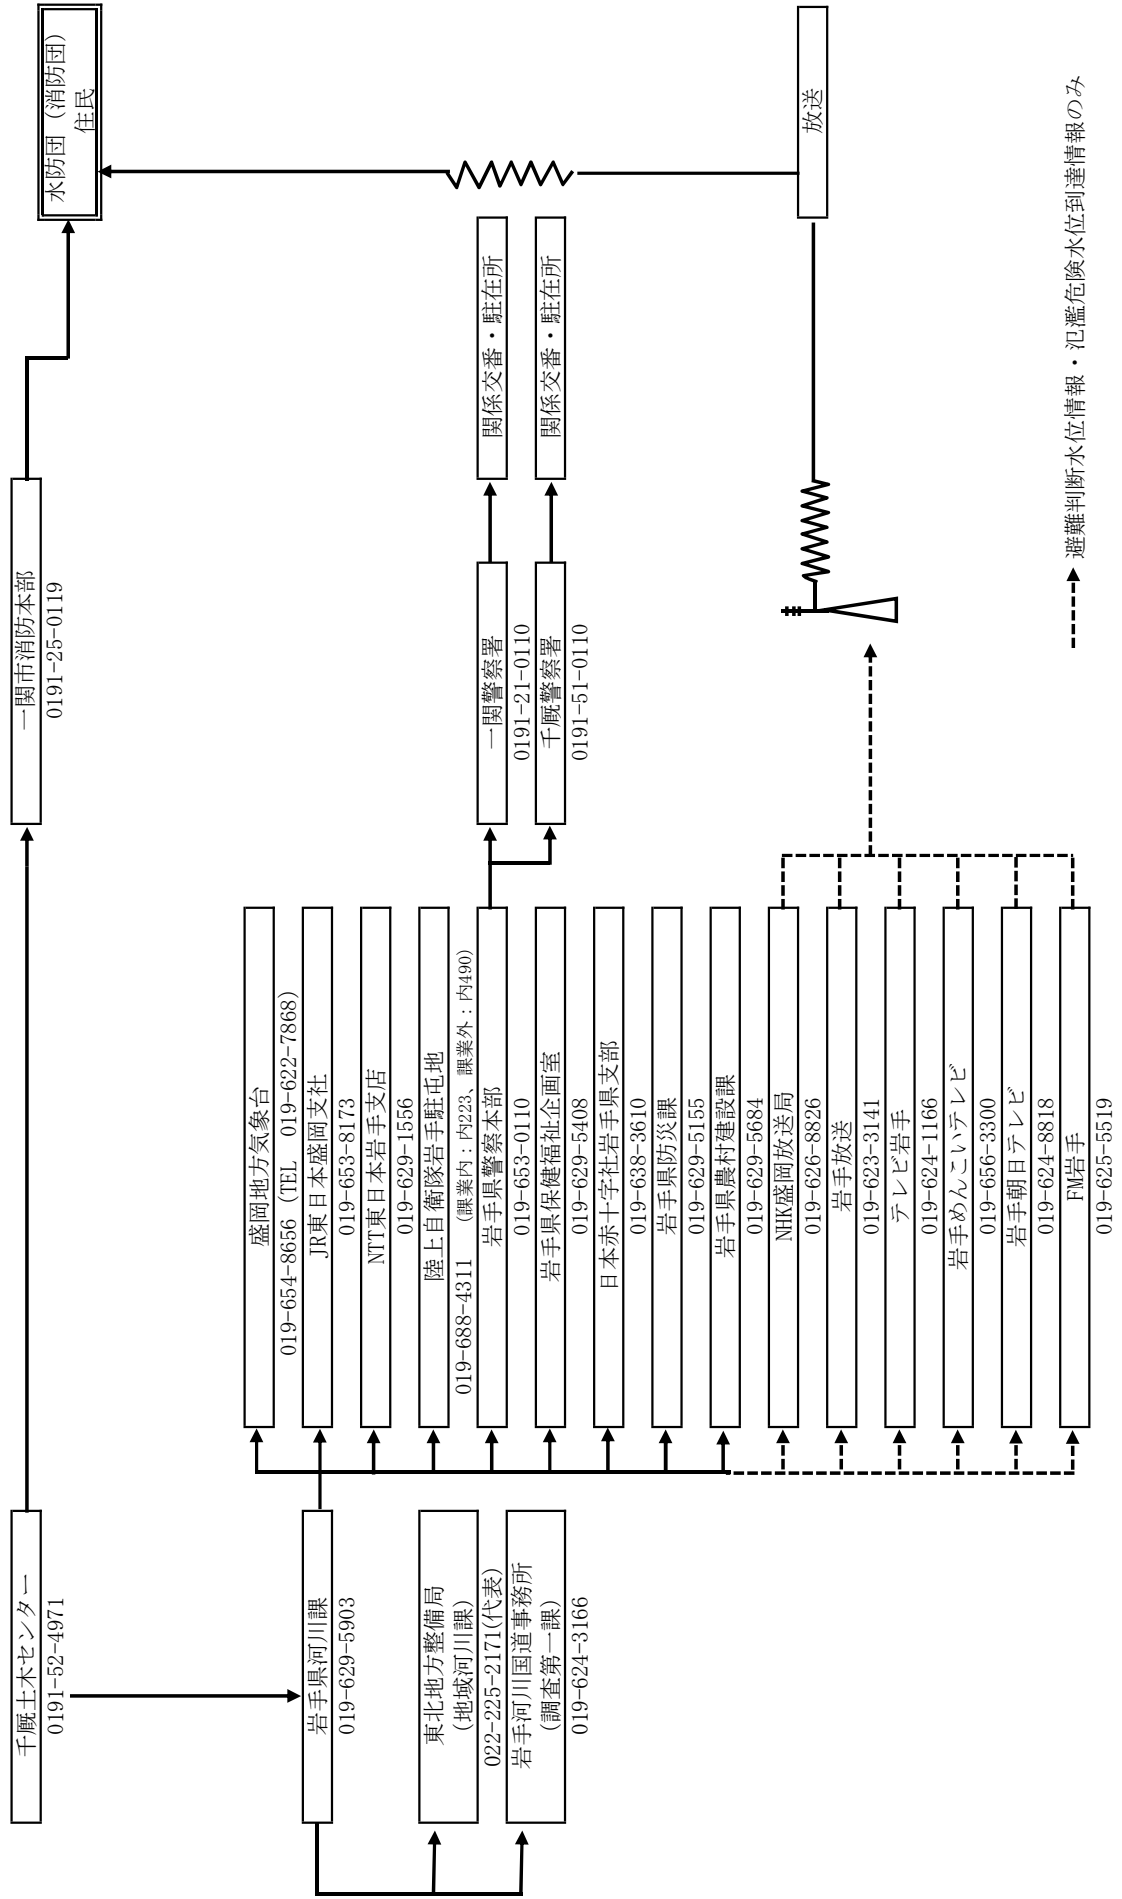 千厩土木センター
0191-52-4971
一関市消防本部
0191-25-0119
水防団（消防団）
住民
岩手県河川課
019-629-5903
東北地方整備局
(地域河川課)
022-225-2171(代表)
岩手河川国道事務所
(調査第一課)
019-624-3166
盛岡地方気象台
019-654-8656（TEL 019-622-7868）
JR東日本盛岡支社
019-653-8173
NTT東日本岩手支店
019-629-1556
陸上自衛隊岩手駐屯地
019-688-4311 (課業内：内223、課業外：内490)
岩手県警察本部
019-653-0110
岩手県保健福祉企画室
019-629-5408
日本赤十字社岩手県支部
019-638-3610
岩手県防災課
019-629-5155
岩手県農村建設課
019-629-5684
NHK盛岡放送局
019-626-8826
岩手放送
019-623-3141
テレビ岩手
019-624-1166
岩手めんこいテレビ
019-656-3300
岩手朝日テレビ
019-624-8818
FM岩手
019-625-5519
一関警察署
0191-21-0110
千厩警察署
0191-51-0110
関係交番・駐在所
関係交番・駐在所
放送
避難判断水位情報・氾濫危険水位到達情報のみ